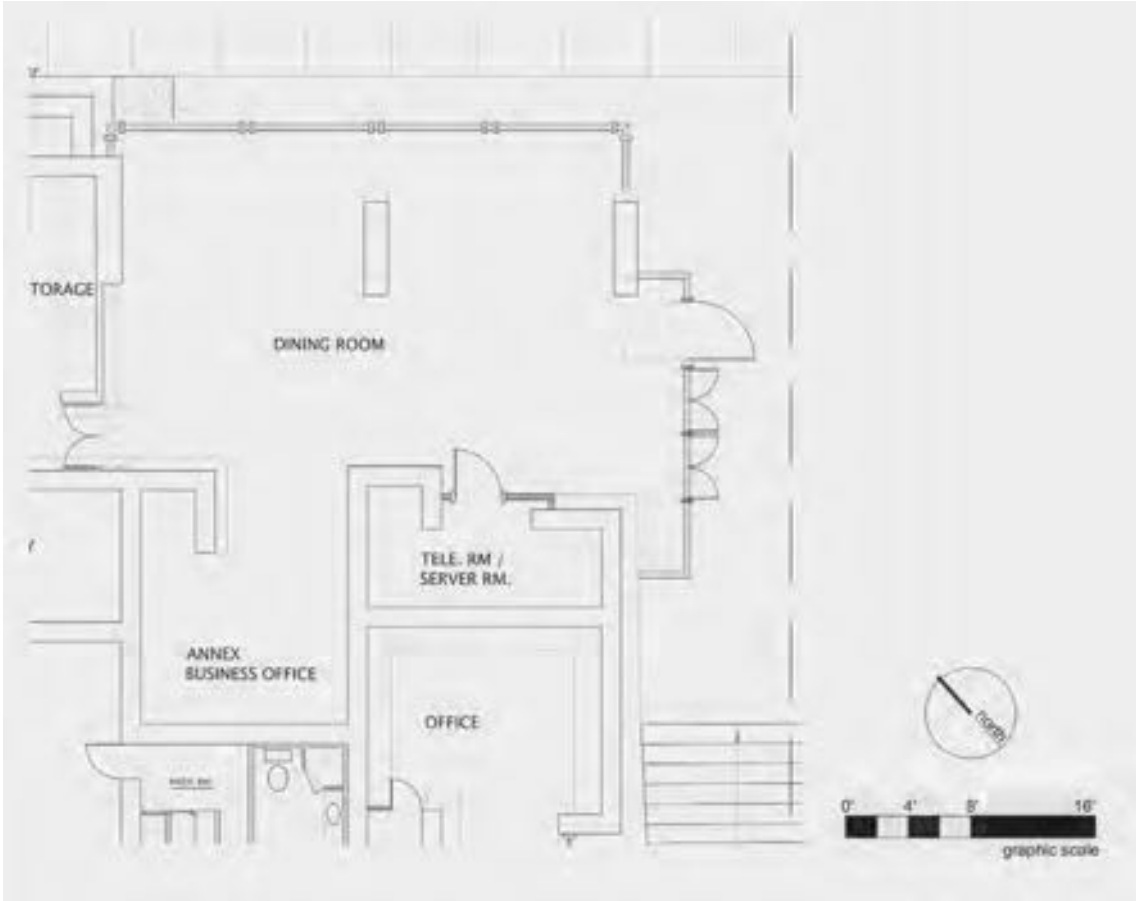 TORAGE
DINING ROOM
TELE. RM /
SERVER RM.
Y
ANNEX
BUSINESS OFFICE
OFFICE
north
0' 4' 8' 16'
graphic scale